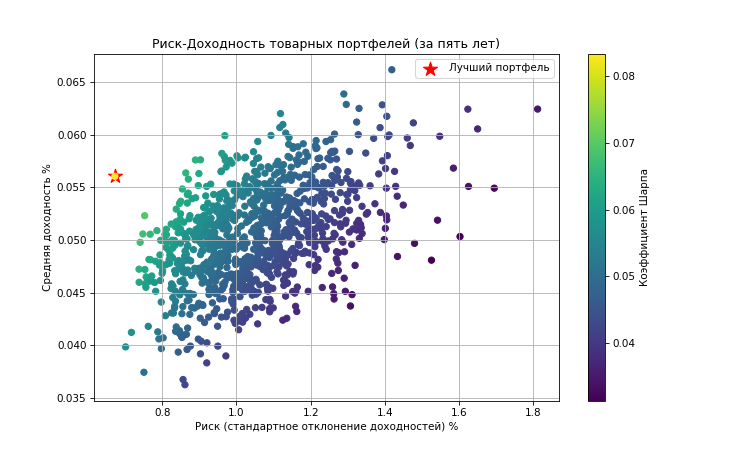 Риск-Доходность товарных портфелей (за пять лет)
Лучший портфель
Средняя доходность %
0.065
0.060
0.055
0.050
0.045
0.040
0.035
0.8 1.0 1.2 1.4 1.6 1.8
Риск (стандартное отклонение доходностей) %
0.08
0.07
0.06
0.05
0.04
Коэффициент Шарпа